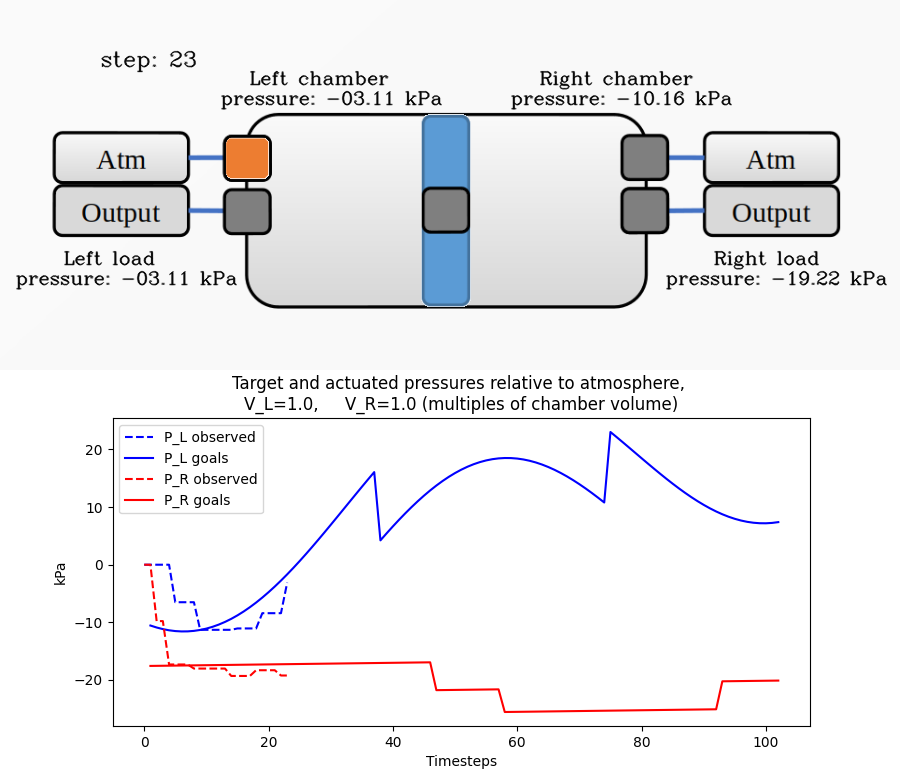 step: 23
Left chamber
pressure: -03.11 kPa
Right chamber
pressure: -10.16 kPa
Atm
Output
Atm
Output
Left load
pressure: -03.11 kPa
Right load
pressure: -19.22 kPa
Target and actuated pressures relative to atmosphere,
V_L=1.0, V_R=1.0 (multiples of chamber volume)
P_L observed
P_L goals
P_R observed
P_R goals
20
10
0
−10
−20
kPa
0 20 40 60 80 100
Timesteps